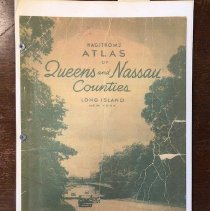 HAGSTROM'S
ATLAS
OF
Queens and Nassau
Counties
LONG ISLAND
NEW YORK